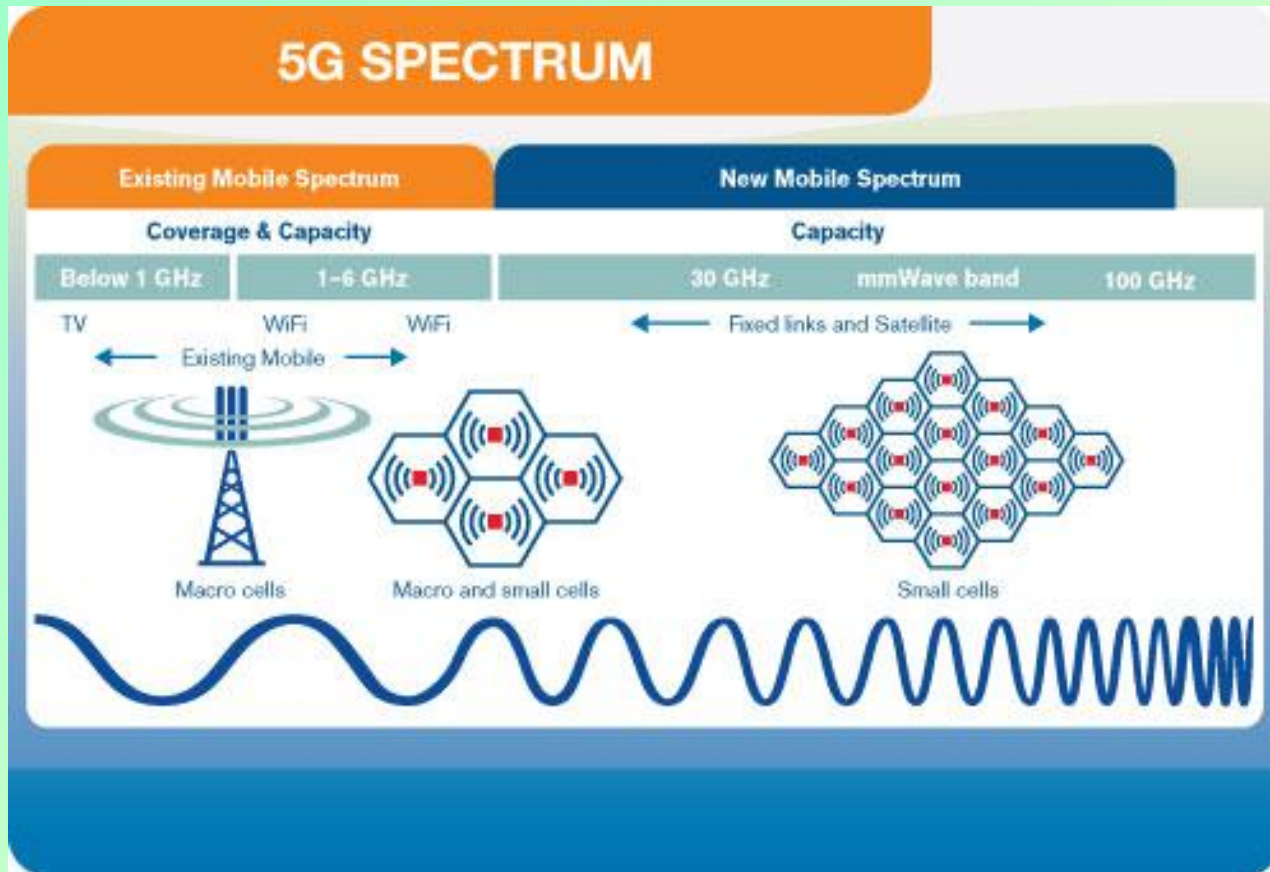 5G SPECTRUM
Existing Mobile Spectrum
New Mobile Spectrum
Coverage & Capacity
Capacity
Below 1 GHz
1–6 GHz
30 GHz
mmWave band
100 GHz
TV
WiFi
WiFi
Fixed links and Satellite
Existing Mobile
Macro cells
Macro and small cells
Small cells